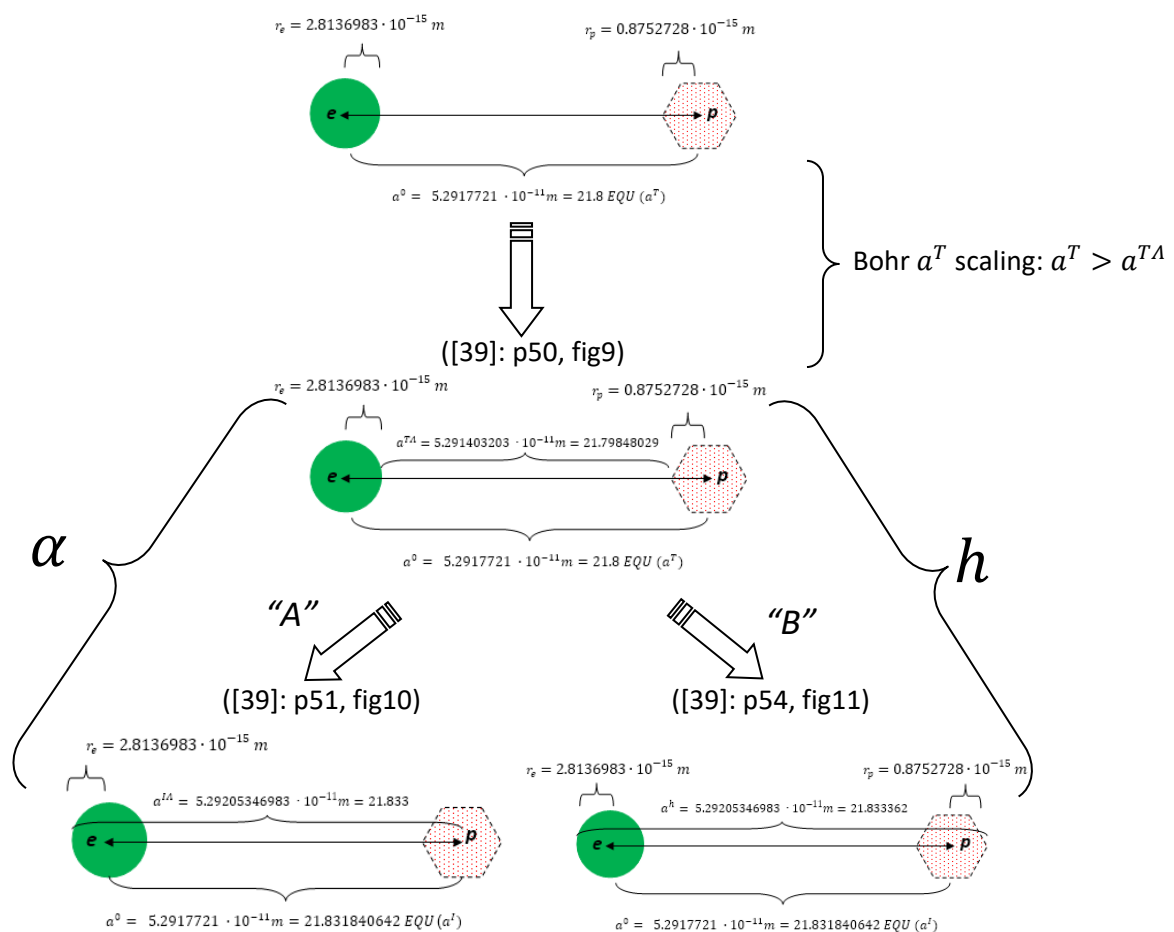 r_e = 2.8136983 · 10^{−15} m
r_p = 0.8752728 · 10^{−15} m
e
p
a^0 = 5.2917721 · 10^{−11}m = 21.8 EQU (a^T)
Bohr a^T scaling: a^T > a^{TΛ}
([39]: p50, fig9)
r_e = 2.8136983 · 10^{−15} m
r_p = 0.8752728 · 10^{−15} m
a^{TΛ} = 5.291403203 · 10^{−11}m = 21.79848029
e
p
a^0 = 5.2917721 · 10^{−11}m = 21.8 EQU (a^T)
α
h
“A”
“B”
([39]: p51, fig10)
([39]: p54, fig11)
r_e = 2.8136983 · 10^{−15} m
a^{IΛ} = 5.29205346983 · 10^{−11}m = 21.833
e
p
a^0 = 5.2917721 · 10^{−11}m = 21.831840642 EQU (a^I)
r_e = 2.8136983 · 10^{−15} m
r_p = 0.8752728 · 10^{−15} m
a^h = 5.29205346983 · 10^{−11}m = 21.833362
e
p
a^0 = 5.2917721 · 10^{−11}m = 21.831840642 EQU (a^I)